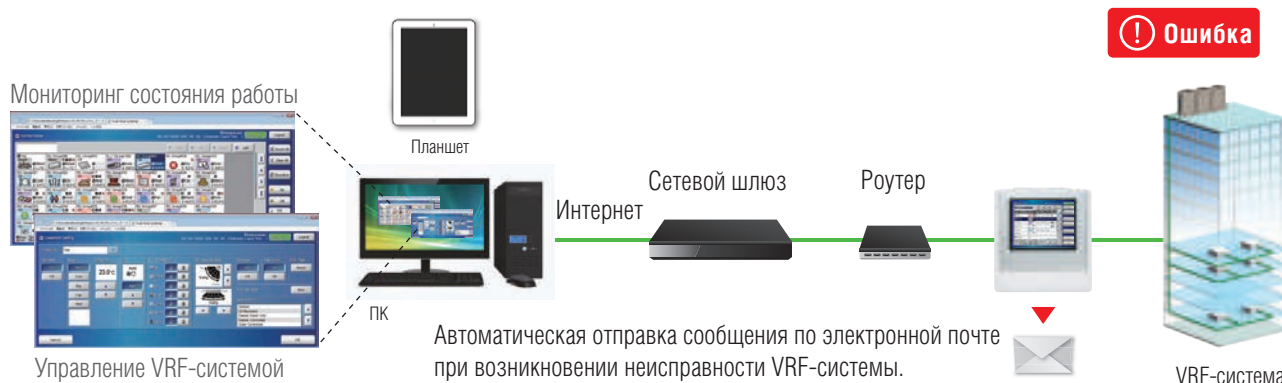 Ошибка
Мониторинг состояния работы
Планшет
Сетевой шлюз
Роутер
Интернет
ПК
Автоматическая отправка сообщения по электронной почте
при возникновении неисправности VRF-системы.
Управление VRF-системой
VRF-система